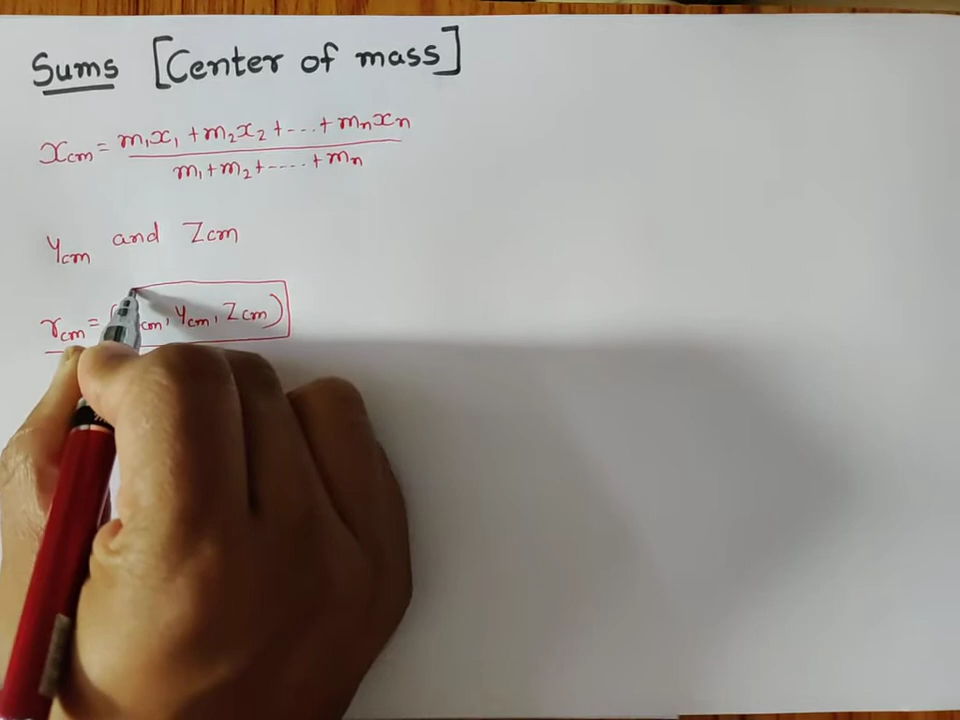 Sums [Center of mass]
xcm = m1x1 + m2x2 + ... + mnxn / m1 + m2 + ..... + mn
Ycm and Zcm
rcm = ( cm, Ycm, Zcm)